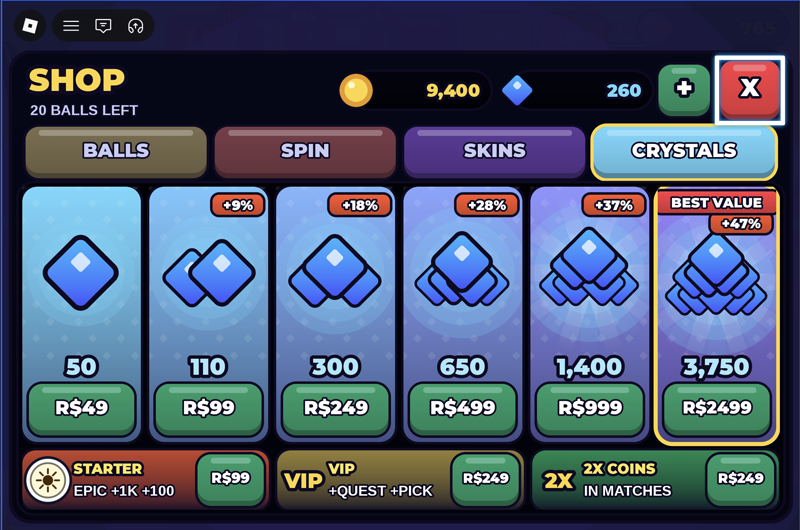 SHOP
20 BALLS LEFT
9,400
260
+
X
BALLS
SPIN
SKINS
CRYSTALS
50
R$49
+9%
110
R$99
+18%
300
R$249
+28%
650
R$499
+37%
1,400
R$999
BEST VALUE
+47%
3,750
R$2499
STARTER
EPIC +1K +100
R$99
VIP
VIP
+QUEST +PICK
R$249
2X
2X COINS
IN MATCHES
R$249